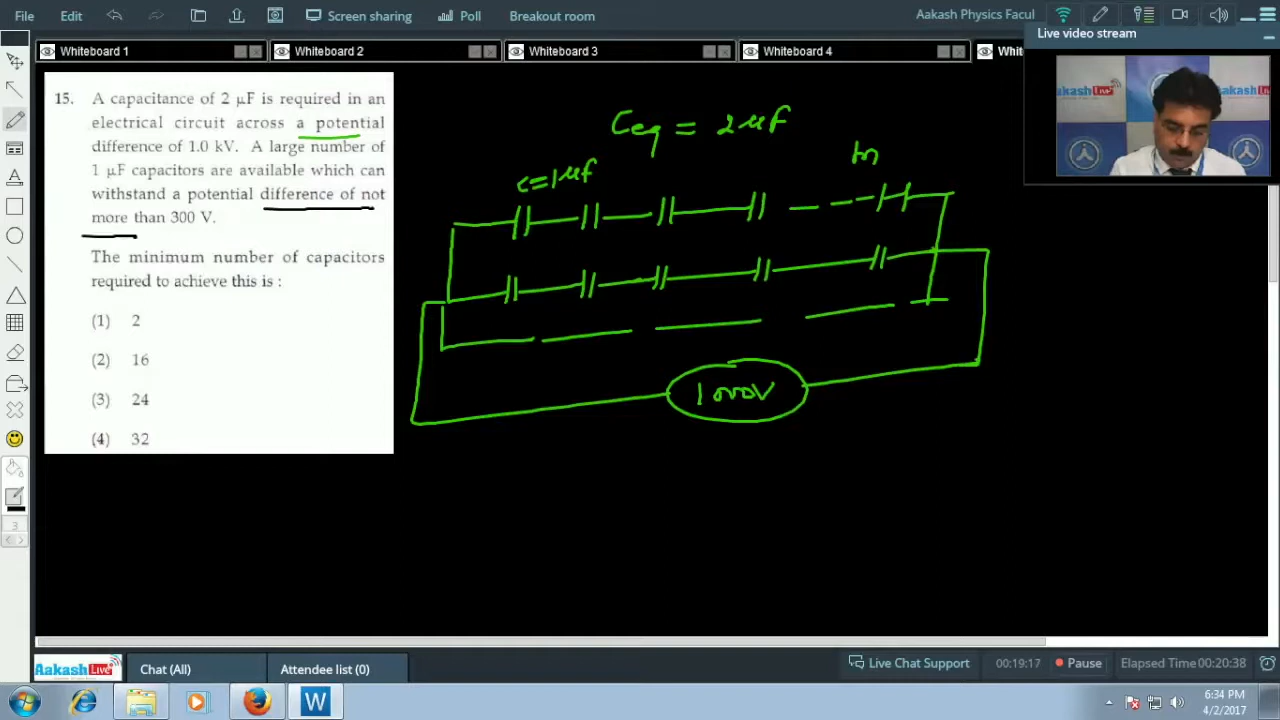 File Edit Screen sharing Poll Breakout room Aakash Physics Facul
Live video stream
Whiteboard 1 Whiteboard 2 Whiteboard 3 Whiteboard 4 Whit
15. A capacitance of 2 μF is required in an
electrical circuit across a potential
difference of 1.0 kV. A large number of
1 μF capacitors are available which can
withstand a potential difference of not
more than 300 V.
The minimum number of capacitors
required to achieve this is :
(1) 2
(2) 16
(3) 24
(4) 32
Ceq = 2μF
c=1μF
1000V
3
Aakash Live Chat (All) Attendee list (0) Live Chat Support 00:19:17 Pause Elapsed Time 00:20:38
6:34 PM
4/2/2017